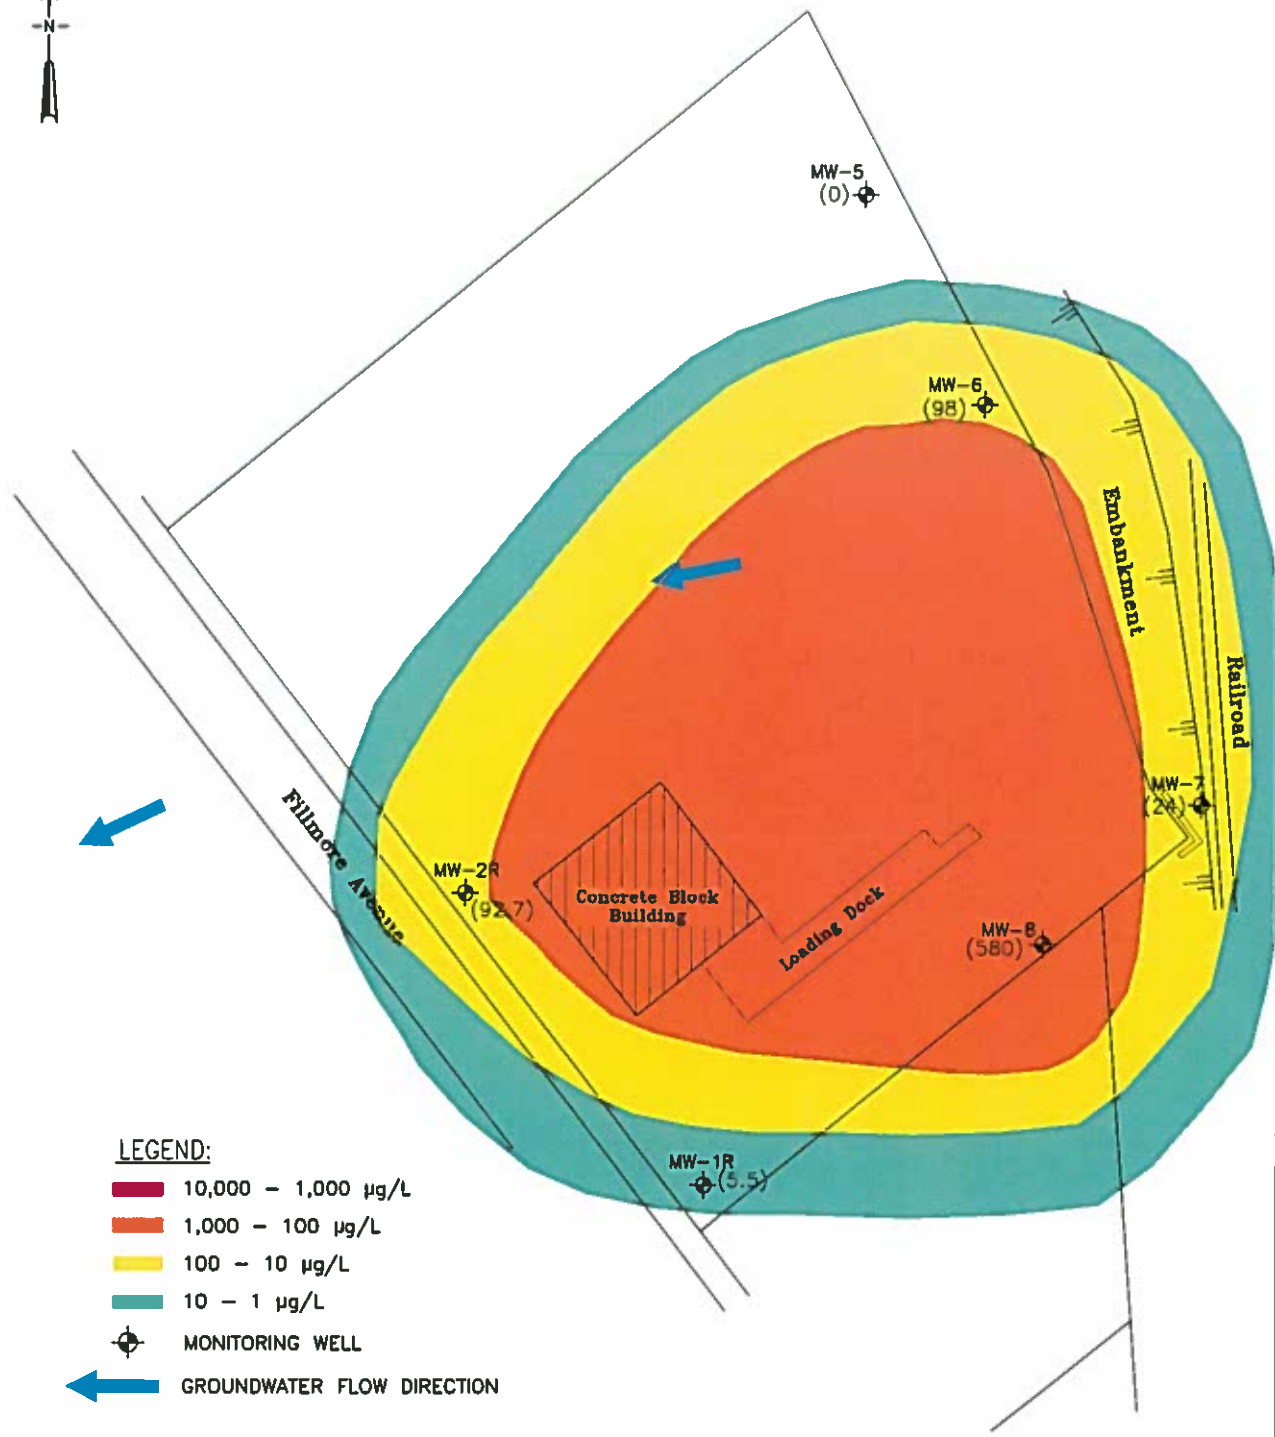 -N-
MW-5
(0)
MW-6
(98)
Embankment
Railroad
MW-7
(24)
Fillmore Avenue
MW-2R
(92.7)
Concrete Block
Building
Loading Dock
MW-8
(580)
MW-1R
(5.5)
LEGEND:
10,000 - 1,000 µg/L
1,000 - 100 µg/L
100 - 10 µg/L
10 - 1 µg/L
MONITORING WELL
GROUNDWATER FLOW DIRECTION